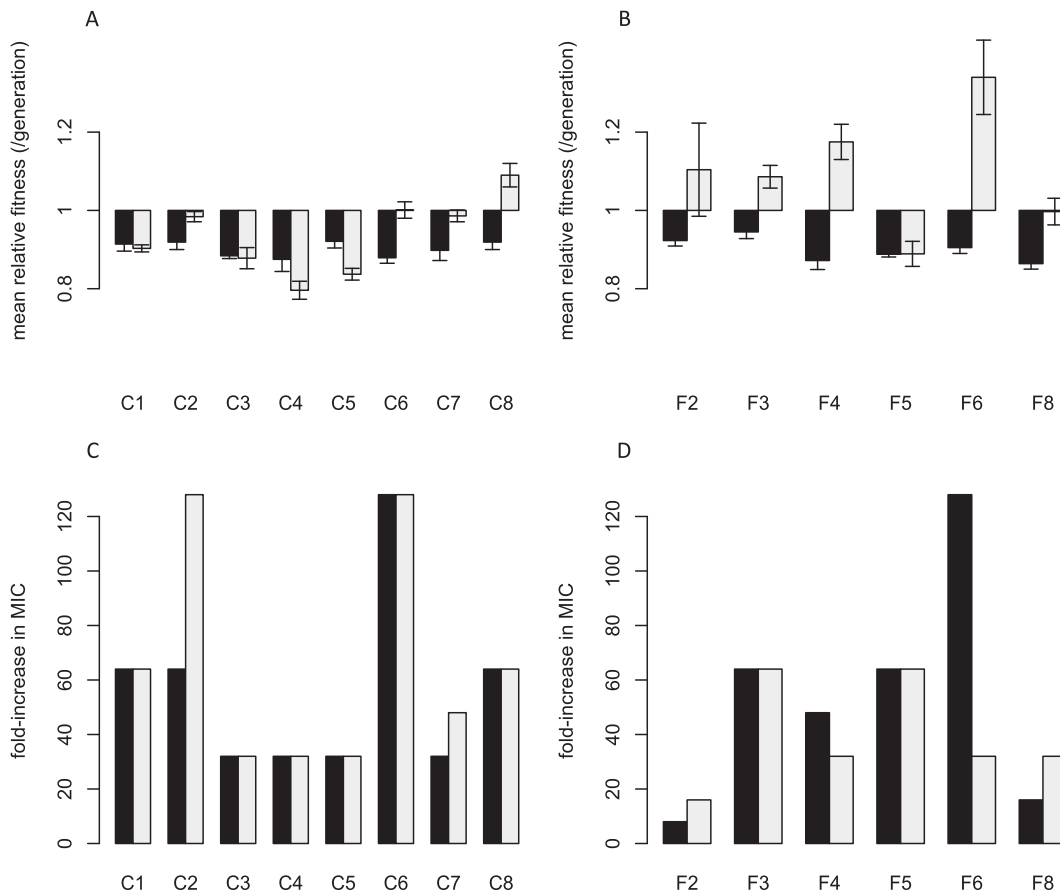 A
mean relative fitness (/generation)
1.2
1
0.8
C1 C2 C3 C4 C5 C6 C7 C8
B
mean relative fitness (/generation)
1.2
1
0.8
F2 F3 F4 F5 F6 F8
C
fold-increase in MIC
120
100
80
60
40
20
0
C1 C2 C3 C4 C5 C6 C7 C8
D
fold-increase in MIC
120
100
80
60
40
20
0
F2 F3 F4 F5 F6 F8